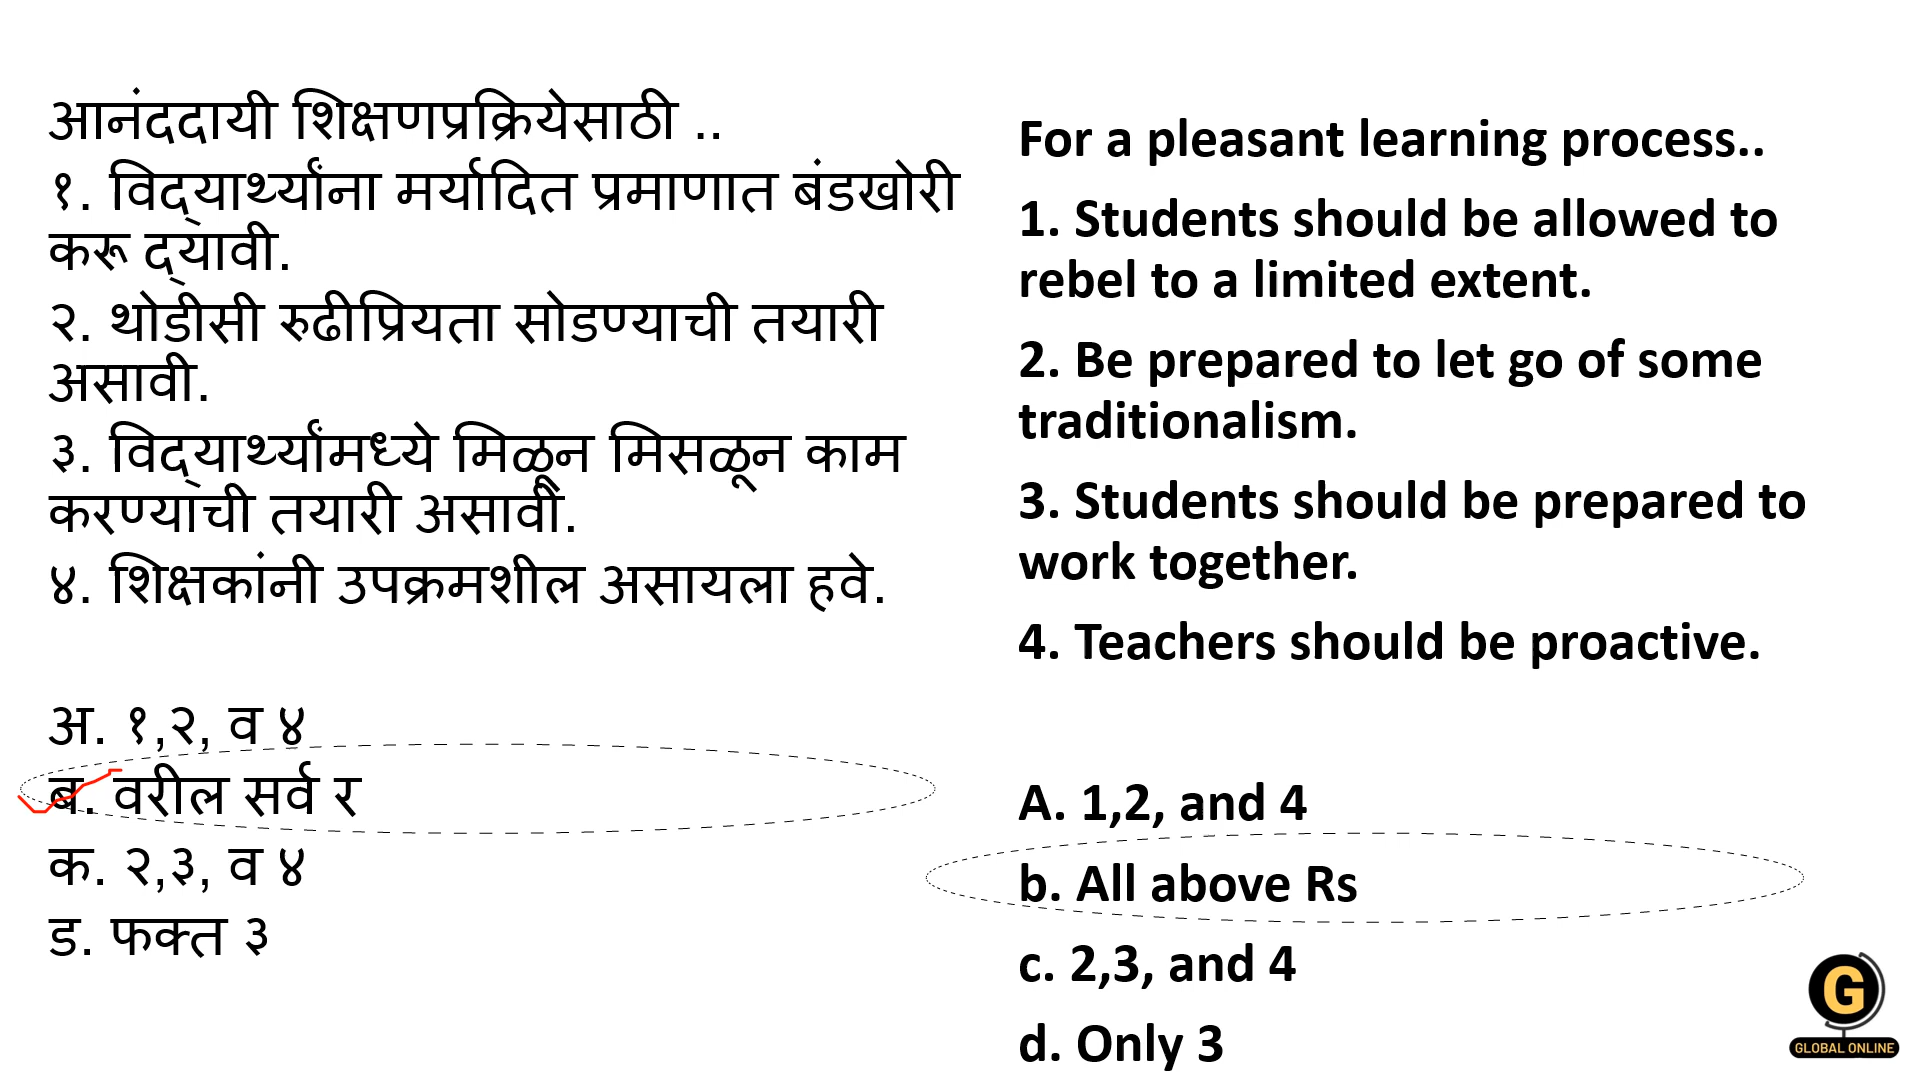 आनंददायी शिक्षणप्रक्रियेसाठी ..
१. विद्यार्थ्यांना मर्यादित प्रमाणात बंडखोरी
करू द्यावी.
२. थोडीसी रुढीप्रियता सोडण्याची तयारी
असावी.
३. विद्यार्थ्यांमध्ये मिळून मिसळून काम
करण्याची तयारी असावी.
४. शिक्षकांनी उपक्रमशील असायला हवे.
अ. १,२, व ४
ब. वरील सर्व र
क. २,३, व ४
ड. फक्त ३
For a pleasant learning process..
1. Students should be allowed to
rebel to a limited extent.
2. Be prepared to let go of some
traditionalism.
3. Students should be prepared to
work together.
4. Teachers should be proactive.
A. 1,2, and 4
b. All above Rs
c. 2,3, and 4
d. Only 3
G
GLOBAL ONLINE